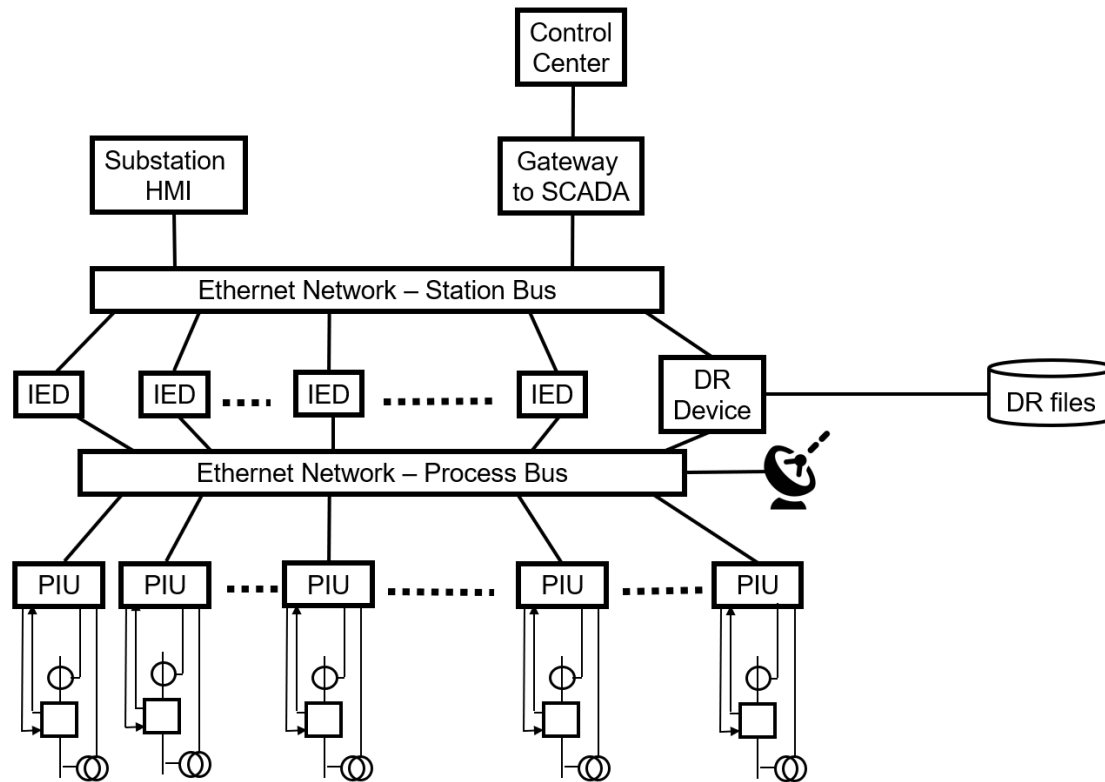 Control
Center
Substation
HMI
Gateway
to SCADA
Ethernet Network – Station Bus
IED
IED
IED
IED
DR
Device
DR files
Ethernet Network – Process Bus
PIU
PIU
PIU
PIU
PIU